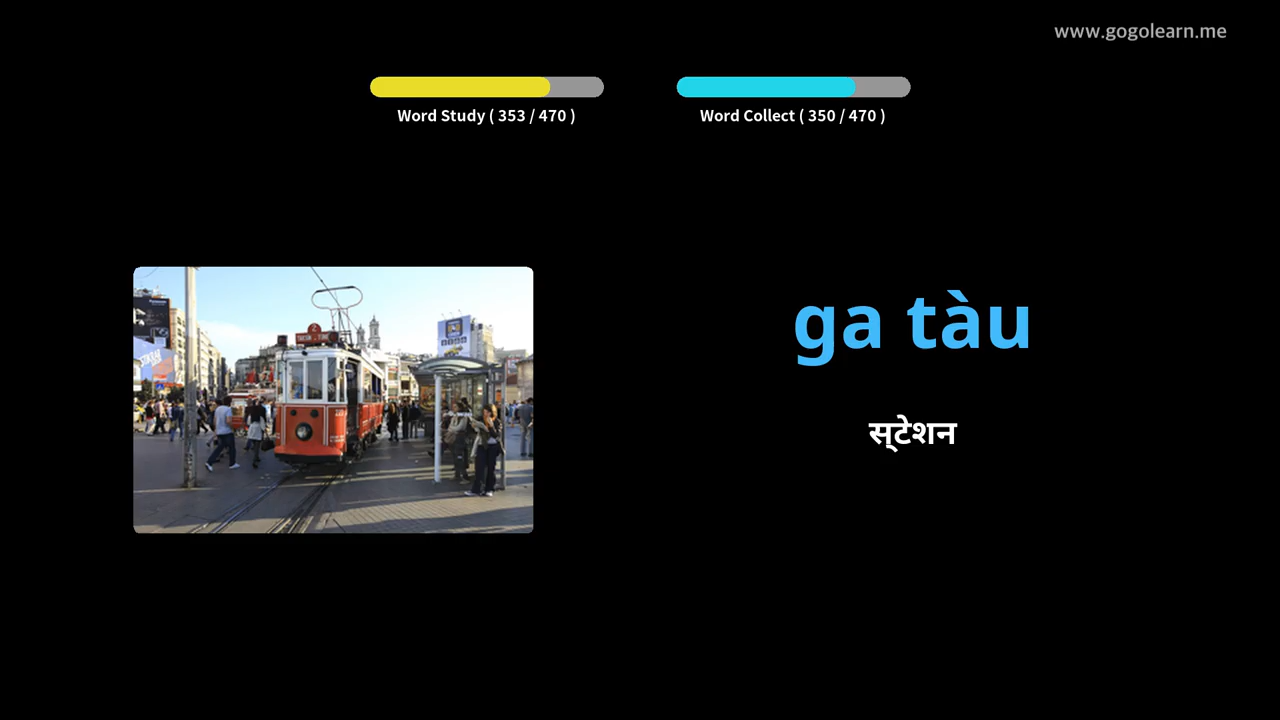 www.gogolearn.me
Word Study ( 353 / 470 )
Word Collect ( 350 / 470 )
ga tàu
स्टेशन